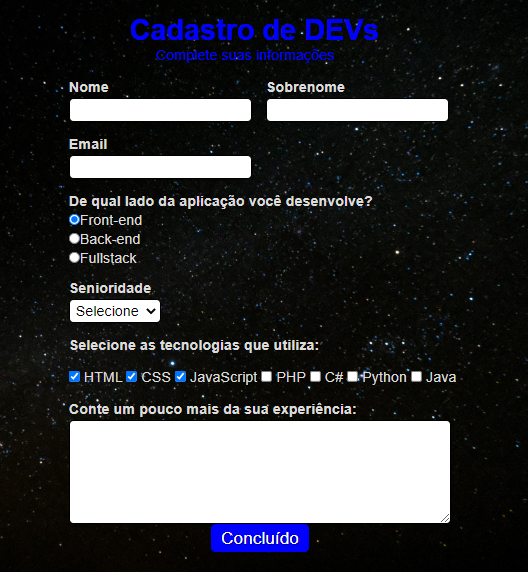 Cadastro de DEVs
Complete suas informações
Nome Sobrenome
Email
De qual lado da aplicação você desenvolve?
Front-end
Back-end
Fullstack
Senioridade
Selecione
Selecione as tecnologias que utiliza:
HTML CSS JavaScript PHP C# Python Java
Conte um pouco mais da sua experiência:
Concluído